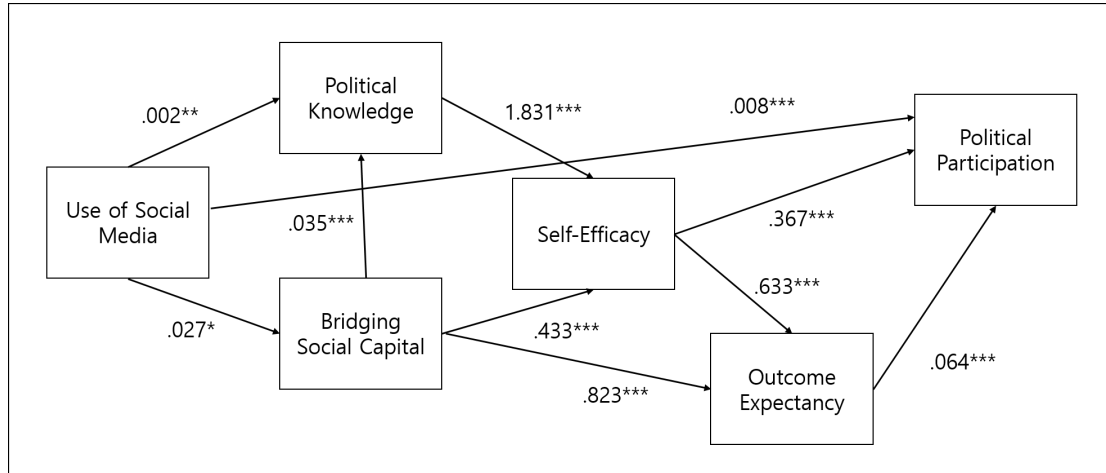 Political
Knowledge
.002**
1.831***
.008***
Political
Participation
Use of Social
Media
.035***
Self-Efficacy
.367***
.027*
Bridging
Social Capital
.433***
.633***
.823***
Outcome
Expectancy
.064***